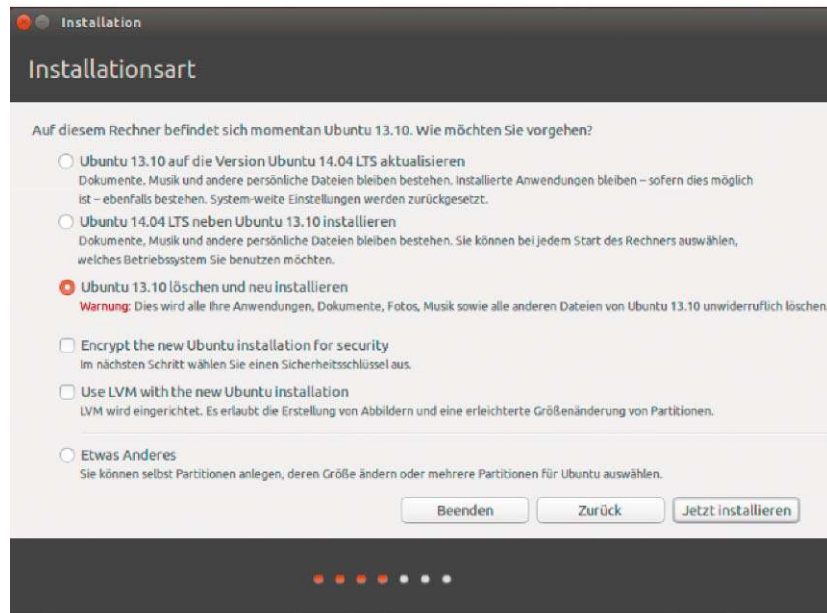 Installation
Installationsart
Auf diesem Rechner befindet sich momentan Ubuntu 13.10. Wie möchten Sie vorgehen?
Ubuntu 13.10 auf die Version Ubuntu 14.04 LTS aktualisieren
Dokumente, Musik und andere persönliche Dateien bleiben bestehen. Installierte Anwendungen bleiben – sofern dies möglich
ist – ebenfalls bestehen. System-weite Einstellungen werden zurückgesetzt.
Ubuntu 14.04 LTS neben Ubuntu 13.10 installieren
Dokumente, Musik und andere persönliche Dateien bleiben bestehen. Sie können bei jedem Start des Rechners auswählen,
welches Betriebssystem Sie benutzen möchten.
Ubuntu 13.10 löschen und neu installieren
Warnung: Dies wird alle Ihre Anwendungen, Dokumente, Fotos, Musik sowie alle anderen Dateien von Ubuntu 13.10 unwiderruflich löschen.
Encrypt the new Ubuntu installation for security
Im nächsten Schritt wählen Sie einen Sicherheitsschlüssel aus.
Use LVM with the new Ubuntu installation
LVM wird eingerichtet. Es erlaubt die Erstellung von Abbildern und eine erleichterte Größenänderung von Partitionen.
Etwas Anderes
Sie können selbst Partitionen anlegen, deren Größe ändern oder mehrere Partitionen für Ubuntu auswählen.
Beenden
Zurück
Jetzt installieren